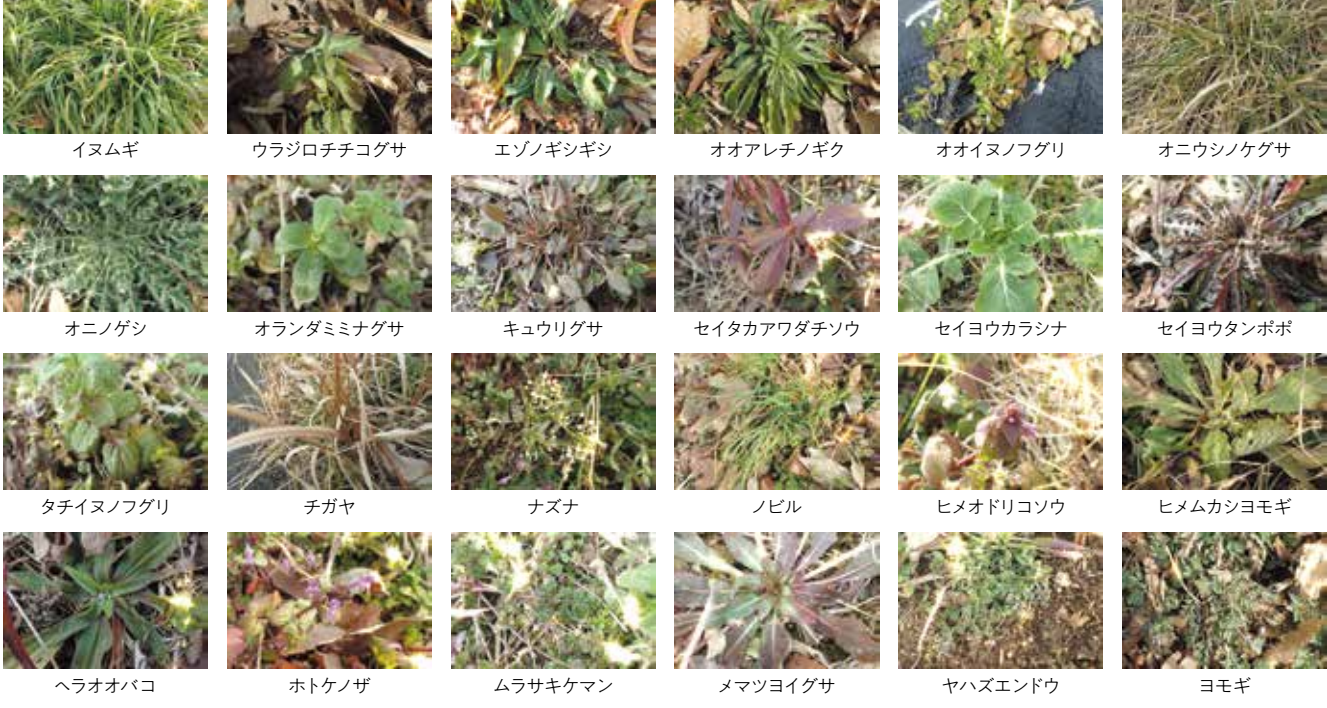 イヌムギ
ウラジロチチコグサ
エゾノギシギシ
オオアレチノギク
オオイヌノフグリ
オニウシノケグサ
オニノゲシ
オランダミミナグサ
キュウリグサ
セイタカアワダチソウ
セイヨウカラシナ
セイヨウタンポポ
タチイヌノフグリ
チガヤ
ナズナ
ノビル
ヒメオドリコソウ
ヒメムカシヨモギ
ヘラオオバコ
ホトケノザ
ムラサキケマン
メマツヨイグサ
ヤハズエンドウ
ヨモギ